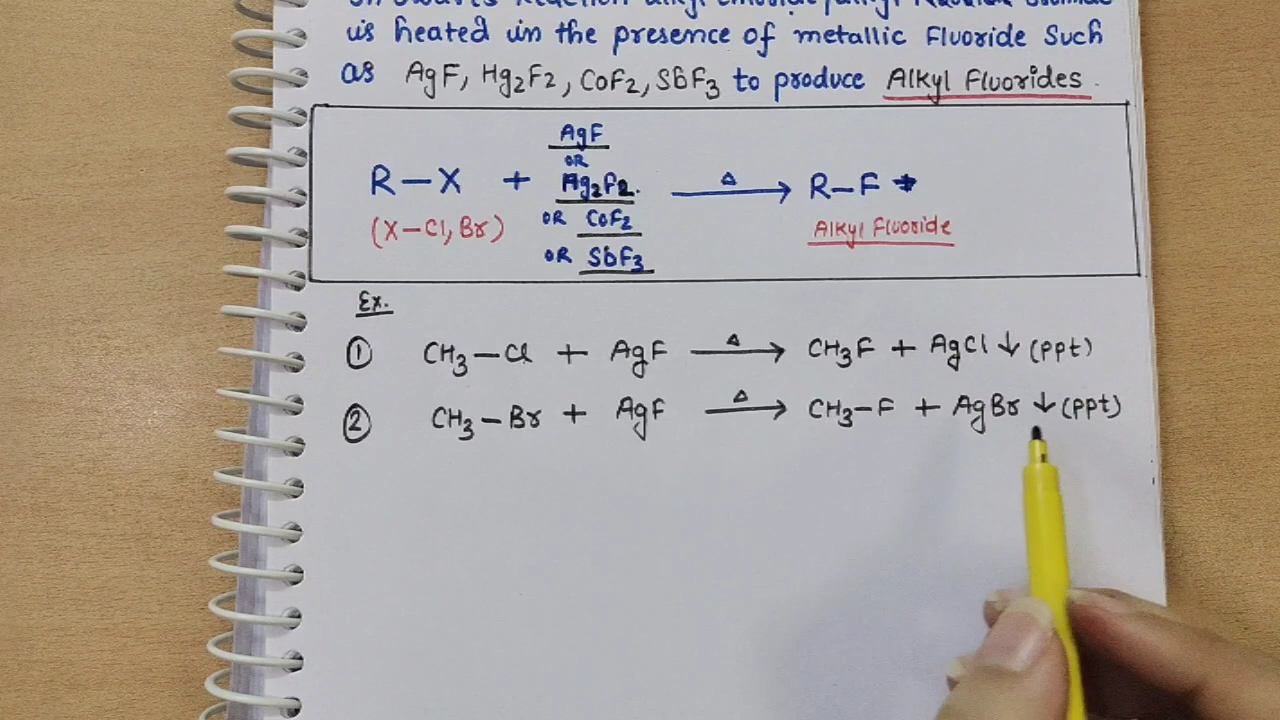 is heated in the presence of metallic Fluoride Such
as AgF, Hg2F2, CoF2, SbF3 to produce Alkyl Fluorides.
AgF
OR
R-X + Ag2F2. Δ→ R-F +
(X-Cl, Br) OR CoF2 Alkyl Fluoride
OR SbF3
Ex.
① CH3-Cl + AgF Δ→ CH3F + AgCl ↓ (ppt)
② CH3-Br + AgF Δ→ CH3-F + AgBr ↓ (ppt)